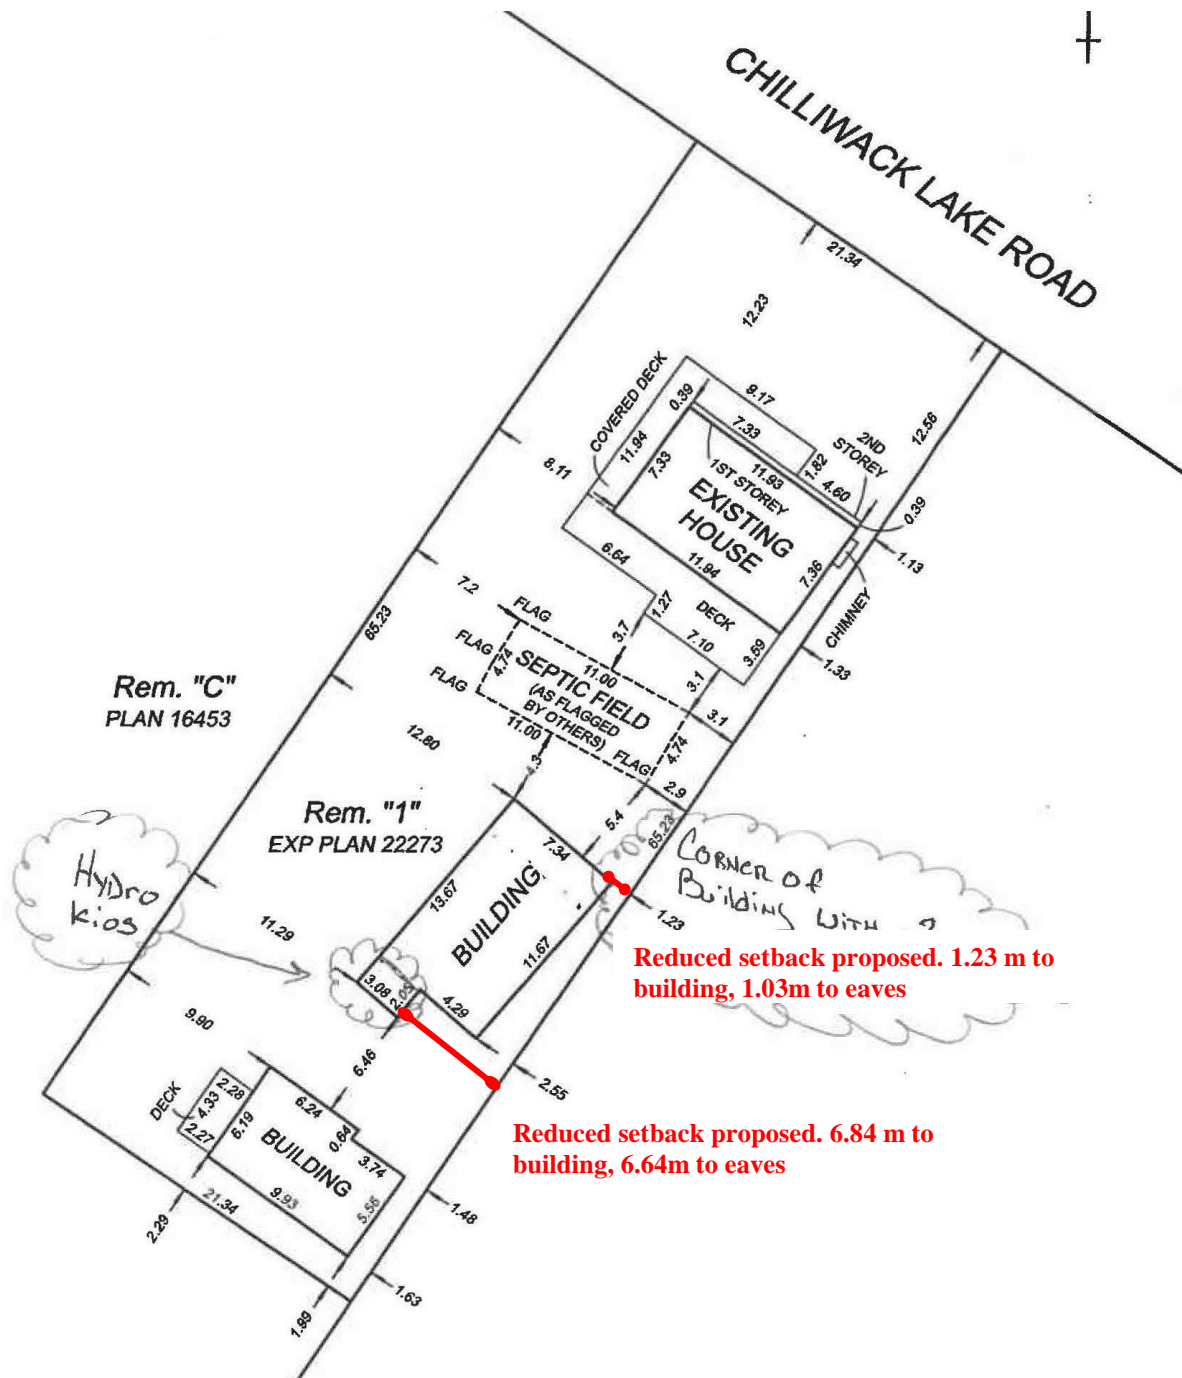 CHILLIWACK LAKE ROAD
21.34
12.23
12.56
9.17
COVERED DECK
0.39
7.33
2ND
STOREY
11.94
1.82
7.33
1ST STOREY
11.93
4.60
8.11
EXISTING
HOUSE
0.39
6.64
11.94
7.36
1.13
CHIMNEY
7.2
FLAG
1.27
DECK
7.10
3.59
1.33
65.23
3.7
FLAG
4.74
11.00
SEPTIC FIELD
(AS FLAGGED
BY OTHERS)
3.1
3.1
FLAG
11.00
4.74
FLAG
2.9
Rem. "C"
PLAN 16453
12.80
4.3
Rem. "1"
EXP PLAN 22273
5.4
65.23
7.34
Hydro
kios
CORNER OF
Building WITH
13.67
BUILDING
11.67
1.23
11.29
Reduced setback proposed. 1.23 m to
building, 1.03m to eaves
3.08
4.29
9.90
6.46
2.55
DECK
2.28
4.33
2.27
6.19
6.24
0.64
3.74
BUILDING
Reduced setback proposed. 6.84 m to
building, 6.64m to eaves
9.93
5.56
21.34
2.29
1.48
1.63
1.99